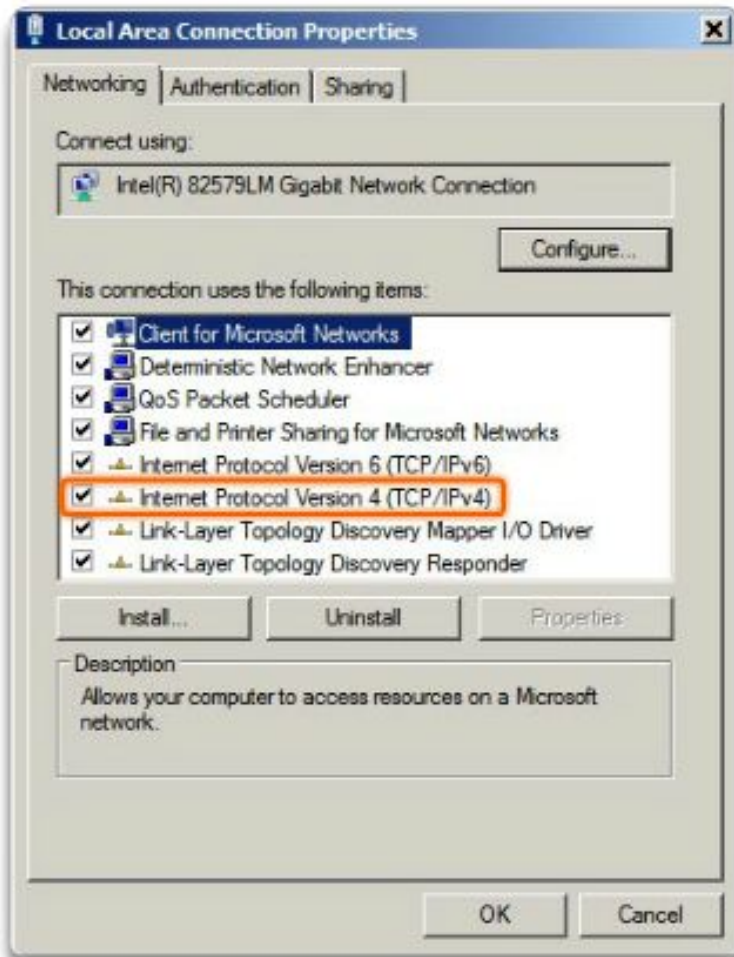 Local Area Connection Properties
Networking
Authentication
Sharing
Connect using:
Intel(R) 82579LM Gigabit Network Connection
Configure...
This connection uses the following items:
Client for Microsoft Networks
Deterministic Network Enhancer
QoS Packet Scheduler
File and Printer Sharing for Microsoft Networks
Internet Protocol Version 6 (TCP/IPv6)
Internet Protocol Version 4 (TCP/IPv4)
Link-Layer Topology Discovery Mapper I/O Driver
Link-Layer Topology Discovery Responder
Install...
Uninstall
Properties
Description
Allows your computer to access resources on a Microsoft
network.
OK
Cancel